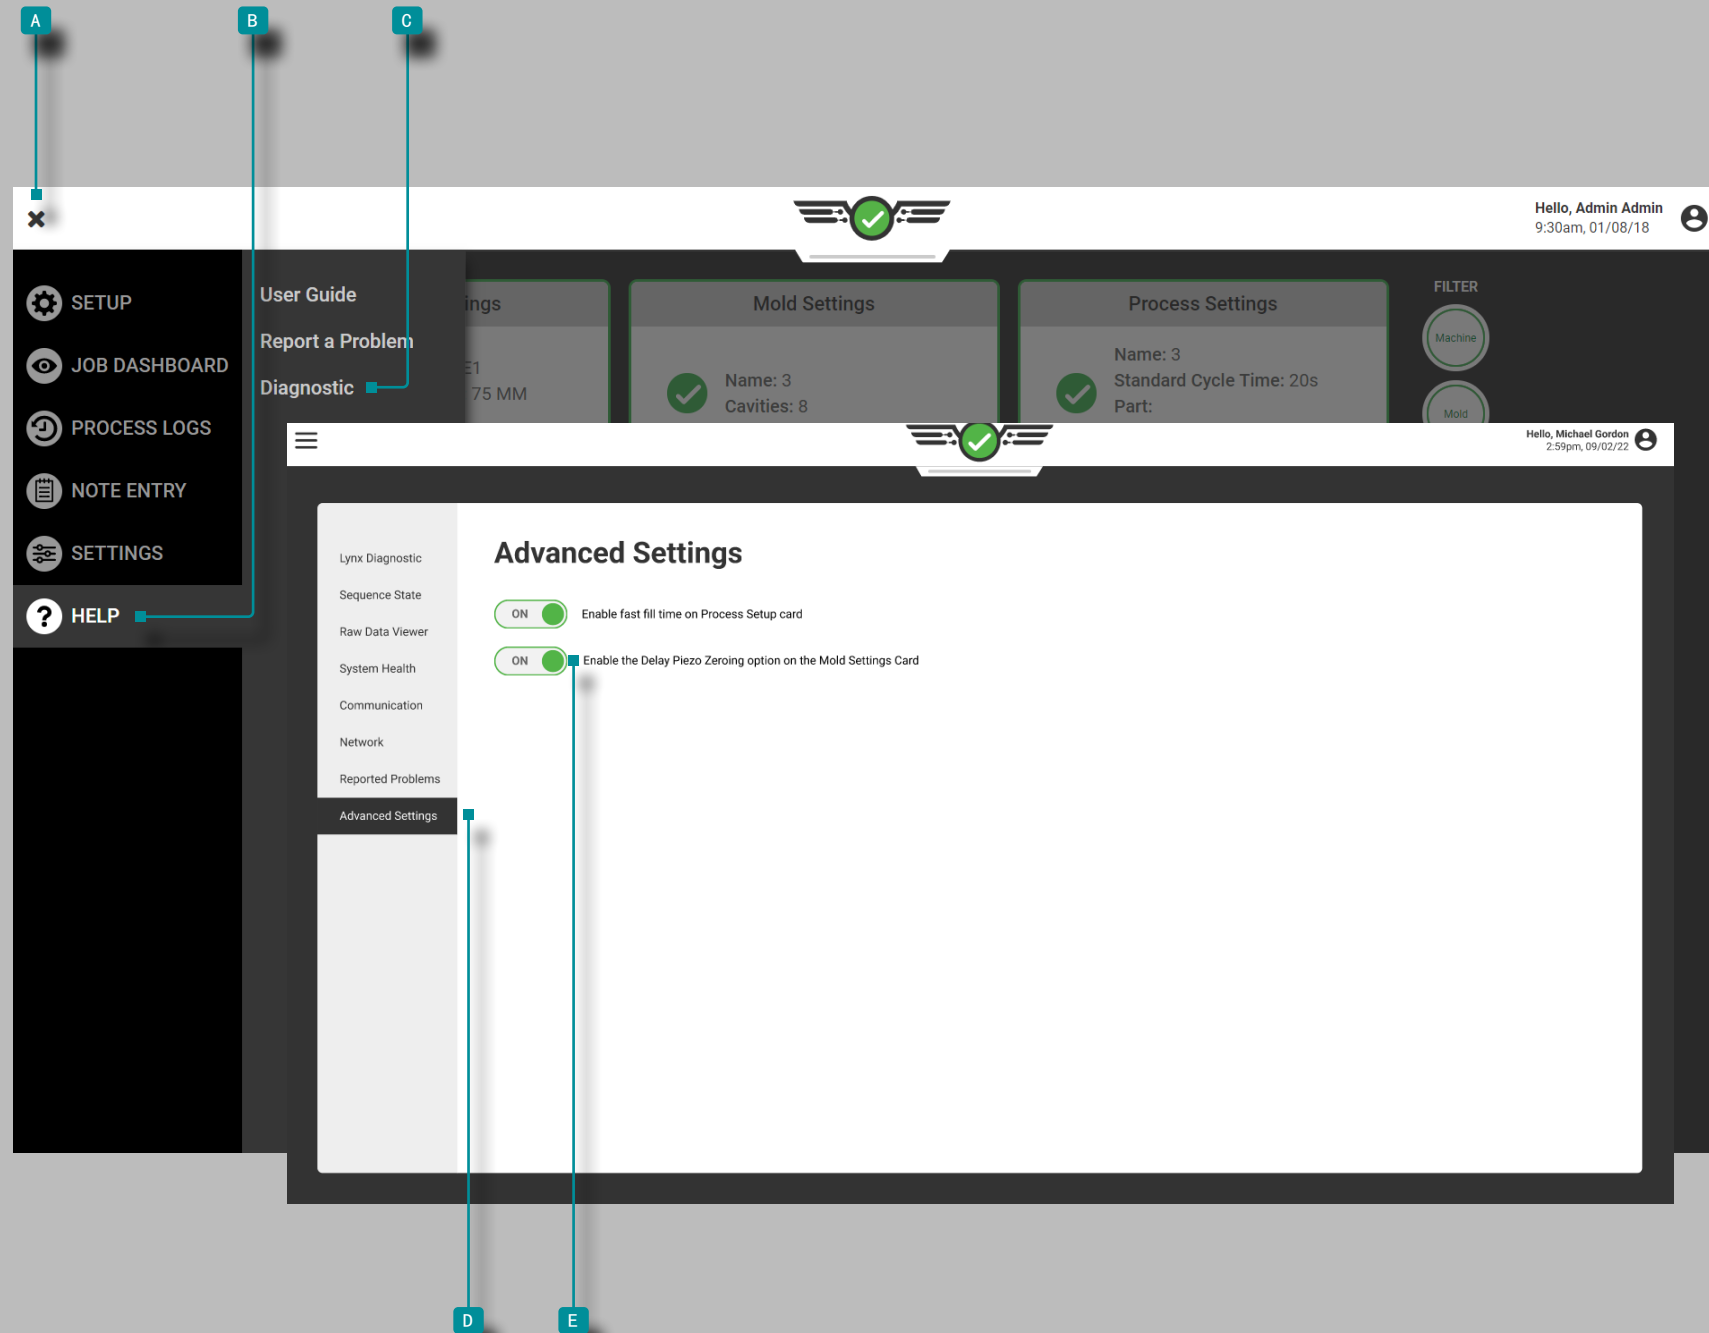 A
B
C
Hello, Admin Admin
9:30am, 01/08/18
SETUP
JOB DASHBOARD
PROCESS LOGS
NOTE ENTRY
SETTINGS
HELP
User Guide
Report a Problem
Diagnostic
ings
E1
75 MM
Mold Settings
Name: 3
Cavities: 8
Process Settings
Name: 3
Standard Cycle Time: 20s
Part:
FILTER
Machine
Mold
Hello, Michael Gordon
2:59pm, 09/02/22
Lynx Diagnostic
Sequence State
Raw Data Viewer
System Health
Communication
Network
Reported Problems
Advanced Settings
Advanced Settings
ON Enable fast fill time on Process Setup card
ON Enable the Delay Piezo Zeroing option on the Mold Settings Card
D
E